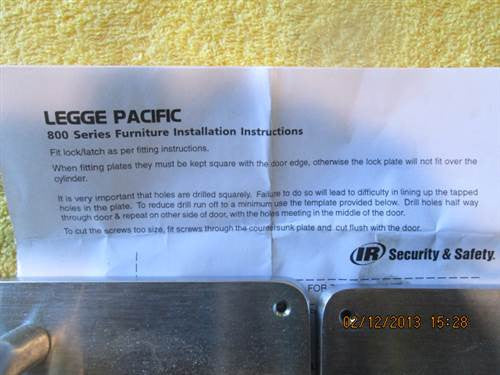 LEGGE PACIFIC
800 Series Furniture Installation Instructions
Fit lock/latch as per fitting instructions.
When fitting plates they must be kept square with the door edge, otherwise the lock plate will not fit over the
cylinder.
It is very important that holes are drilled squarely. Failure to do so will lead to difficulty in lining up the tapped
holes in the plate. To reduce drill run off to a minimum use the template provided below. Drill holes half way
through door & repeat on other side of door, with the holes meeting in the middle of the door.
To cut the screws too size, fit screws through the countersunk plate and cut flush with the door.
IR Security & Safety.
FOR
02/12/2013 15:28